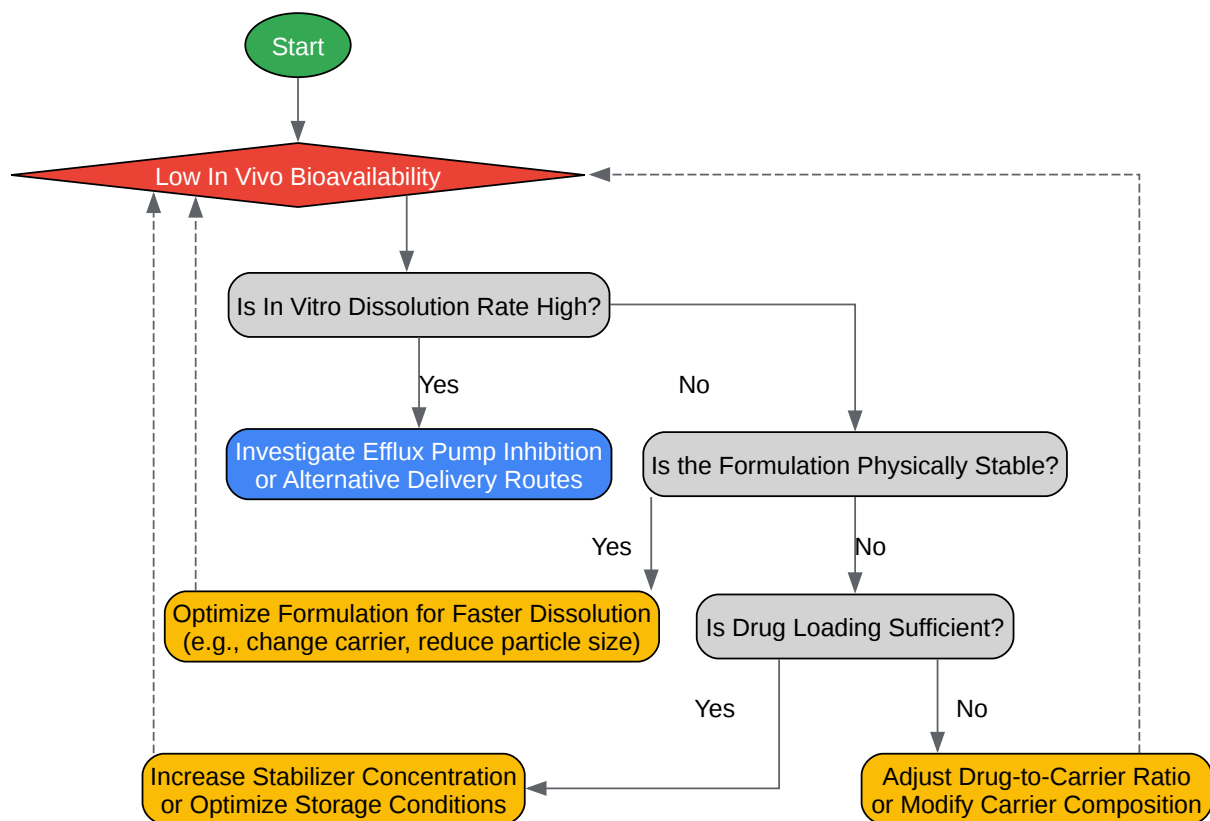 Start
Low In Vivo Bioavailability
Is In Vitro Dissolution Rate High?
Yes
No
Investigate Efflux Pump Inhibition
or Alternative Delivery Routes
Is the Formulation Physically Stable?
Yes
No
Optimize Formulation for Faster Dissolution
(e.g., change carrier, reduce particle size)
Is Drug Loading Sufficient?
Yes
No
Increase Stabilizer Concentration
or Optimize Storage Conditions
Adjust Drug-to-Carrier Ratio
or Modify Carrier Composition